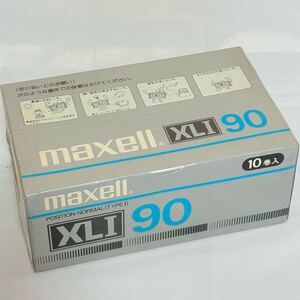 (取り扱い上のお願い)
次のような場所での保管はさけてください。
maxell® XLI 90
10巻入
maxell®
POSITION・NORMAL (TYPE I)
XLI 90